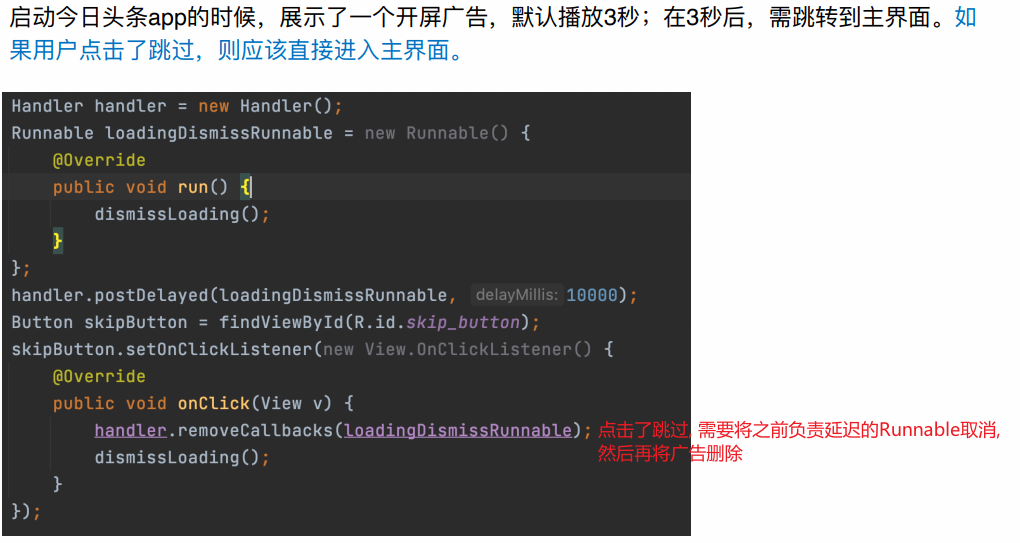 启动今日头条app的时候，展示了一个开屏广告，默认播放3秒；在3秒后，需跳转到主界面。如
果用户点击了跳过，则应该直接进入主界面。
Handler handler = new Handler();
Runnable loadingDismissRunnable = new Runnable() {
@Override
public void run() {
dismissLoading();
}
};
handler.postDelayed(loadingDismissRunnable, delayMillis: 10000);
Button skipButton = findViewById(R.id.skip_button);
skipButton.setOnClickListener(new View.OnClickListener() {
@Override
public void onClick(View v) {
handler.removeCallbacks(loadingDismissRunnable); 点击了跳过, 需要将之前负责延迟的Runnable取消,
然后再将广告删除
dismissLoading();
}
});